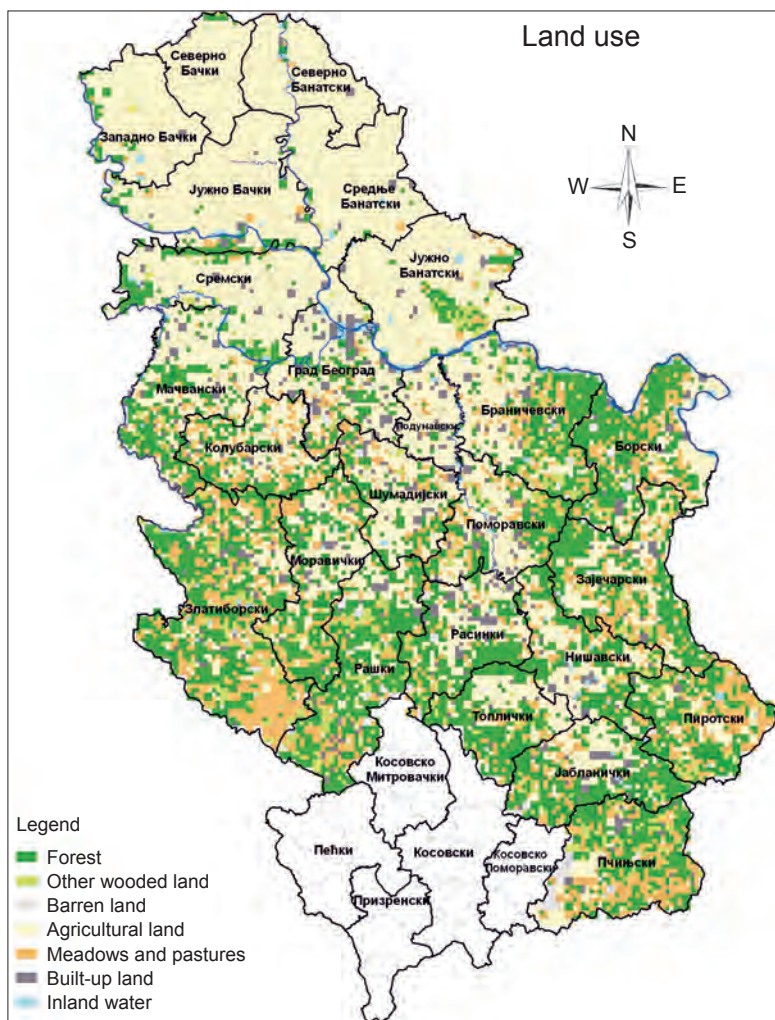 Land use
Северно
Бачки
Северно
Банатски
Западно Бачки
Јужно Бачки
Средње
Банатски
N
W
E
S
Јужно
Банатски
Сремски
Мачвански
Град Београд
Подунавски
Браничевски
Борски
Колубарски
Шумадијски
Поморавски
Моравички
Зајечарски
Златиборски
Расинки
Рашки
Нишавски
Топлички
Пиротски
Јабланички
Косовско
Митровачки
Пећки
Косовски
Косовско
Поморавски
Пчињски
Призренски
Legend
Forest
Other wooded land
Barren land
Agricultural land
Meadows and pastures
Built-up land
Inland water